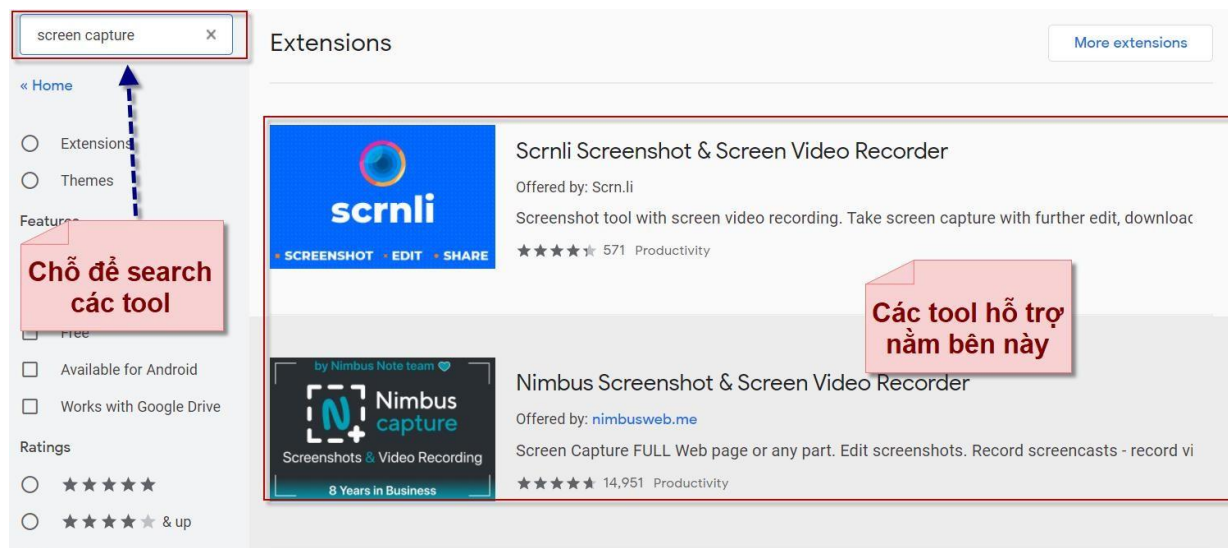 screen capture ×
« Home
Extensions
Themes
Features
Chỗ để search
các tool
Free
Available for Android
Works with Google Drive
Ratings
& up
Extensions
More extensions
scrnli
• SCREENSHOT • EDIT • SHARE
Scrnli Screenshot & Screen Video Recorder
Offered by: Scrn.li
Screenshot tool with screen video recording. Take screen capture with further edit, downloac
571 Productivity
Các tool hỗ trợ
nằm bên này
by Nimbus Note team
Nimbus
capture
Screenshots & Video Recording
8 Years in Business
Nimbus Screenshot & Screen Video Recorder
Offered by: nimbusweb.me
Screen Capture FULL Web page or any part. Edit screenshots. Record screencasts - record vi
14,951 Productivity